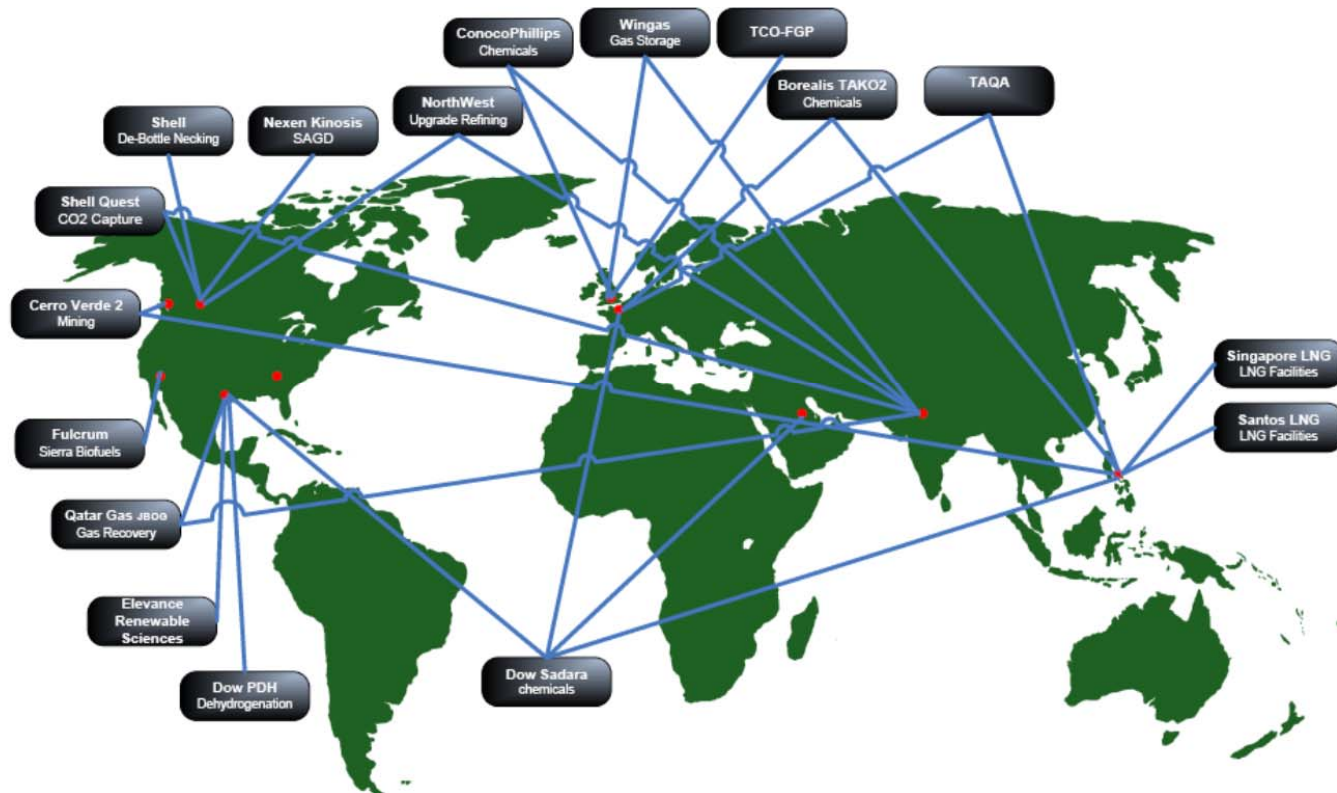 ConocoPhillips
Chemicals
Wingas
Gas Storage
TCO-FGP
Borealis TAKO2
Chemicals
TAQA
Shell
De-Bottle Necking
Nexen Kinosis
SAGD
NorthWest
Upgrade Refining
Shell Quest
CO2 Capture
Cerro Verde 2
Mining
Singapore LNG
LNG Facilities
Santos LNG
LNG Facilities
Fulcrum
Sierra Biofuels
Qatar Gas JBOG
Gas Recovery
Elevance
Renewable
Sciences
Dow PDH
Dehydrogenation
Dow Sadara
chemicals